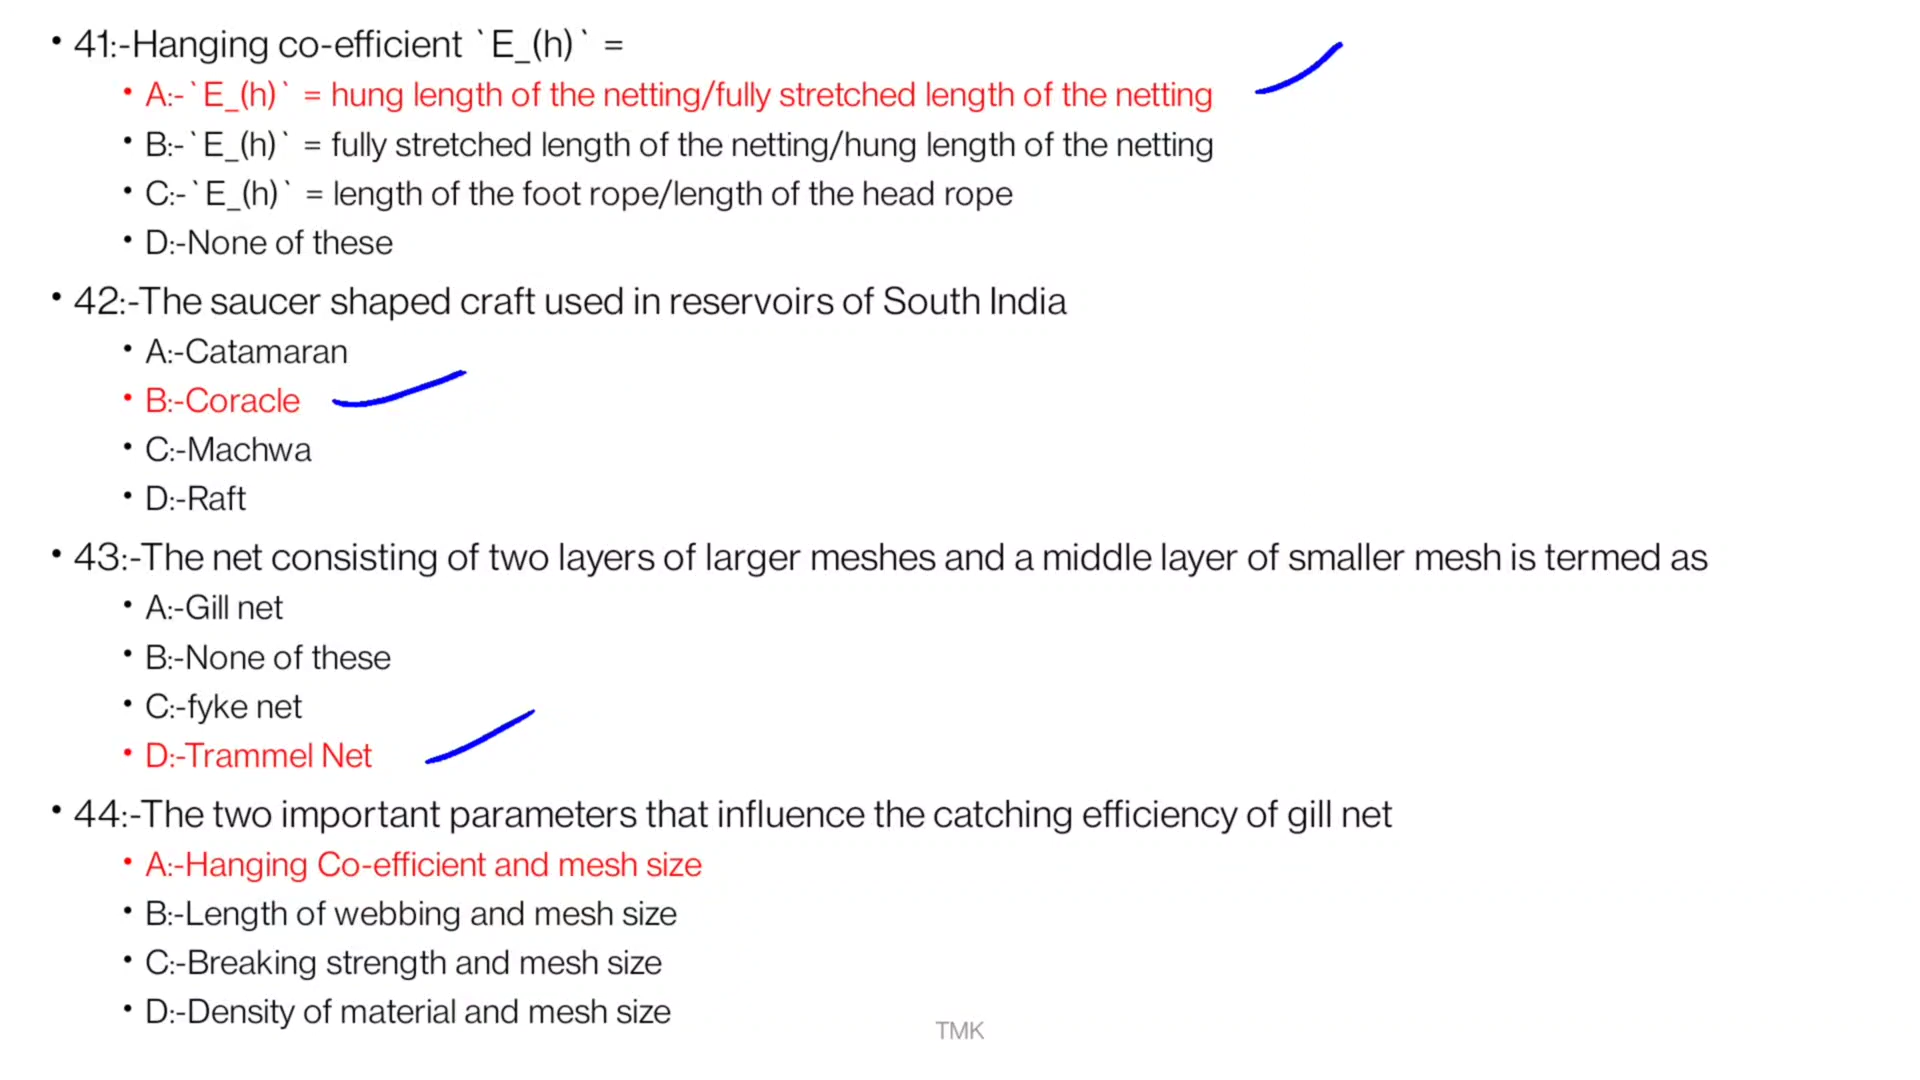 • 41:-Hanging co-efficient `E_(h)` =
• A:-`E_(h)` = hung length of the netting/fully stretched length of the netting
• B:-`E_(h)` = fully stretched length of the netting/hung length of the netting
• C:-`E_(h)` = length of the foot rope/length of the head rope
• D:-None of these
• 42:-The saucer shaped craft used in reservoirs of South India
• A:-Catamaran
• B:-Coracle
• C:-Machwa
• D:-Raft
• 43:-The net consisting of two layers of larger meshes and a middle layer of smaller mesh is termed as
• A:-Gill net
• B:-None of these
• C:-fyke net
• D:-Trammel Net
• 44:-The two important parameters that influence the catching efficiency of gill net
• A:-Hanging Co-efficient and mesh size
• B:-Length of webbing and mesh size
• C:-Breaking strength and mesh size
• D:-Density of material and mesh size
TMK